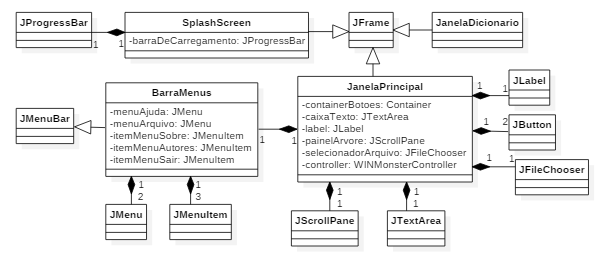 JProgressBar
1
1
SplashScreen
-barraDeCarregamento: JProgressBar
JFrame
JanelaDicionario
JMenuBar
BarraMenus
-menuAjuda: JMenu
-menuArquivo: JMenu
-itemMenuSobre: JMenuItem
-itemMenuAutores: JMenuItem
-itemMenuSair: JMenuItem
1
1
JanelaPrincipal
-containerBotoes: Container
-caixaTexto: JTextArea
-label: JLabel
-painelArvore: JScrollPane
-selecionadorArquivo: JFileChooser
-controller: WINMonsterController
1
1
JLabel
1
2
JButton
1
1
JFileChooser
1
2
JMenu
1
3
JMenuItem
1
1
JScrollPane
1
1
JTextArea